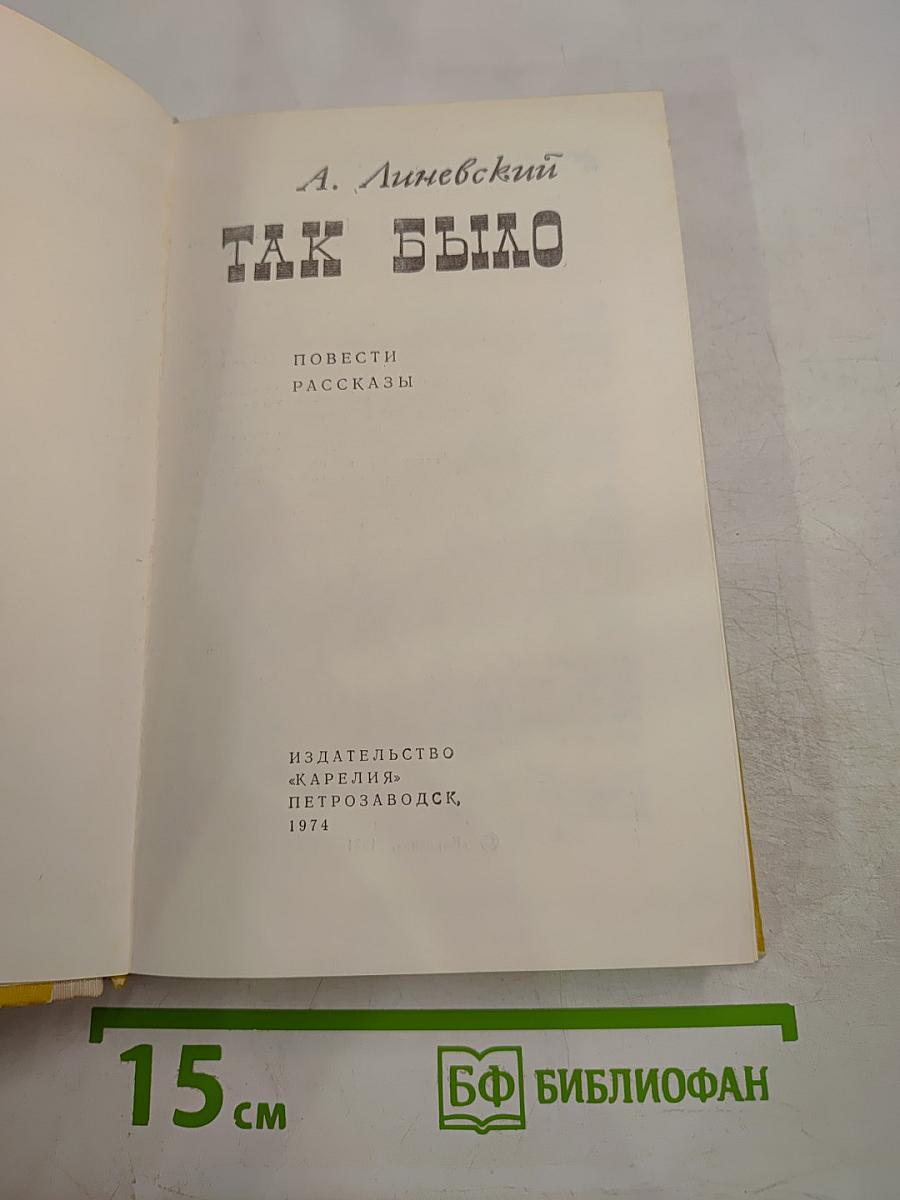 А. Линевский
ТАК БЫЛО
ПОВЕСТИ
РАССКАЗЫ
ИЗДАТЕЛЬСТВО
«КАРЕЛИЯ»
ПЕТРОЗАВОДСК,
1974
15 см
БФ БИБЛИОФАН